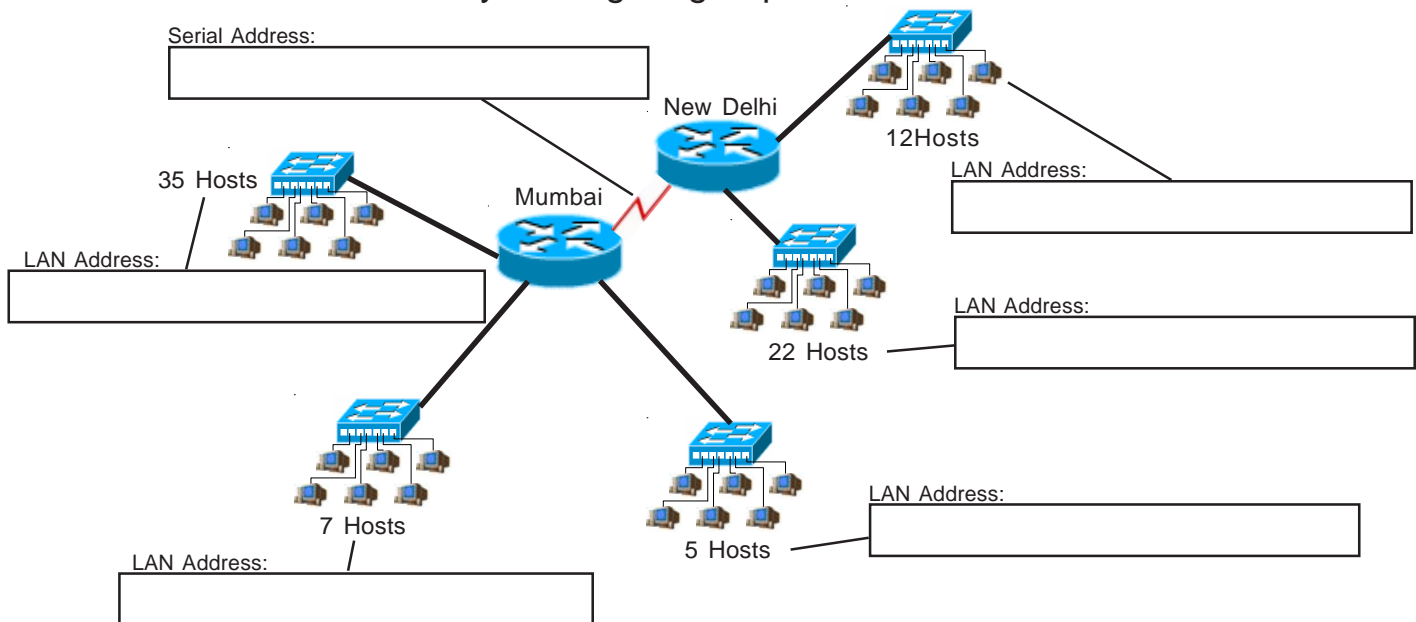 Serial Address:
New Delhi
12Hosts
LAN Address:
35 Hosts
Mumbai
LAN Address:
LAN Address:
22 Hosts
7 Hosts
LAN Address:
5 Hosts
LAN Address: